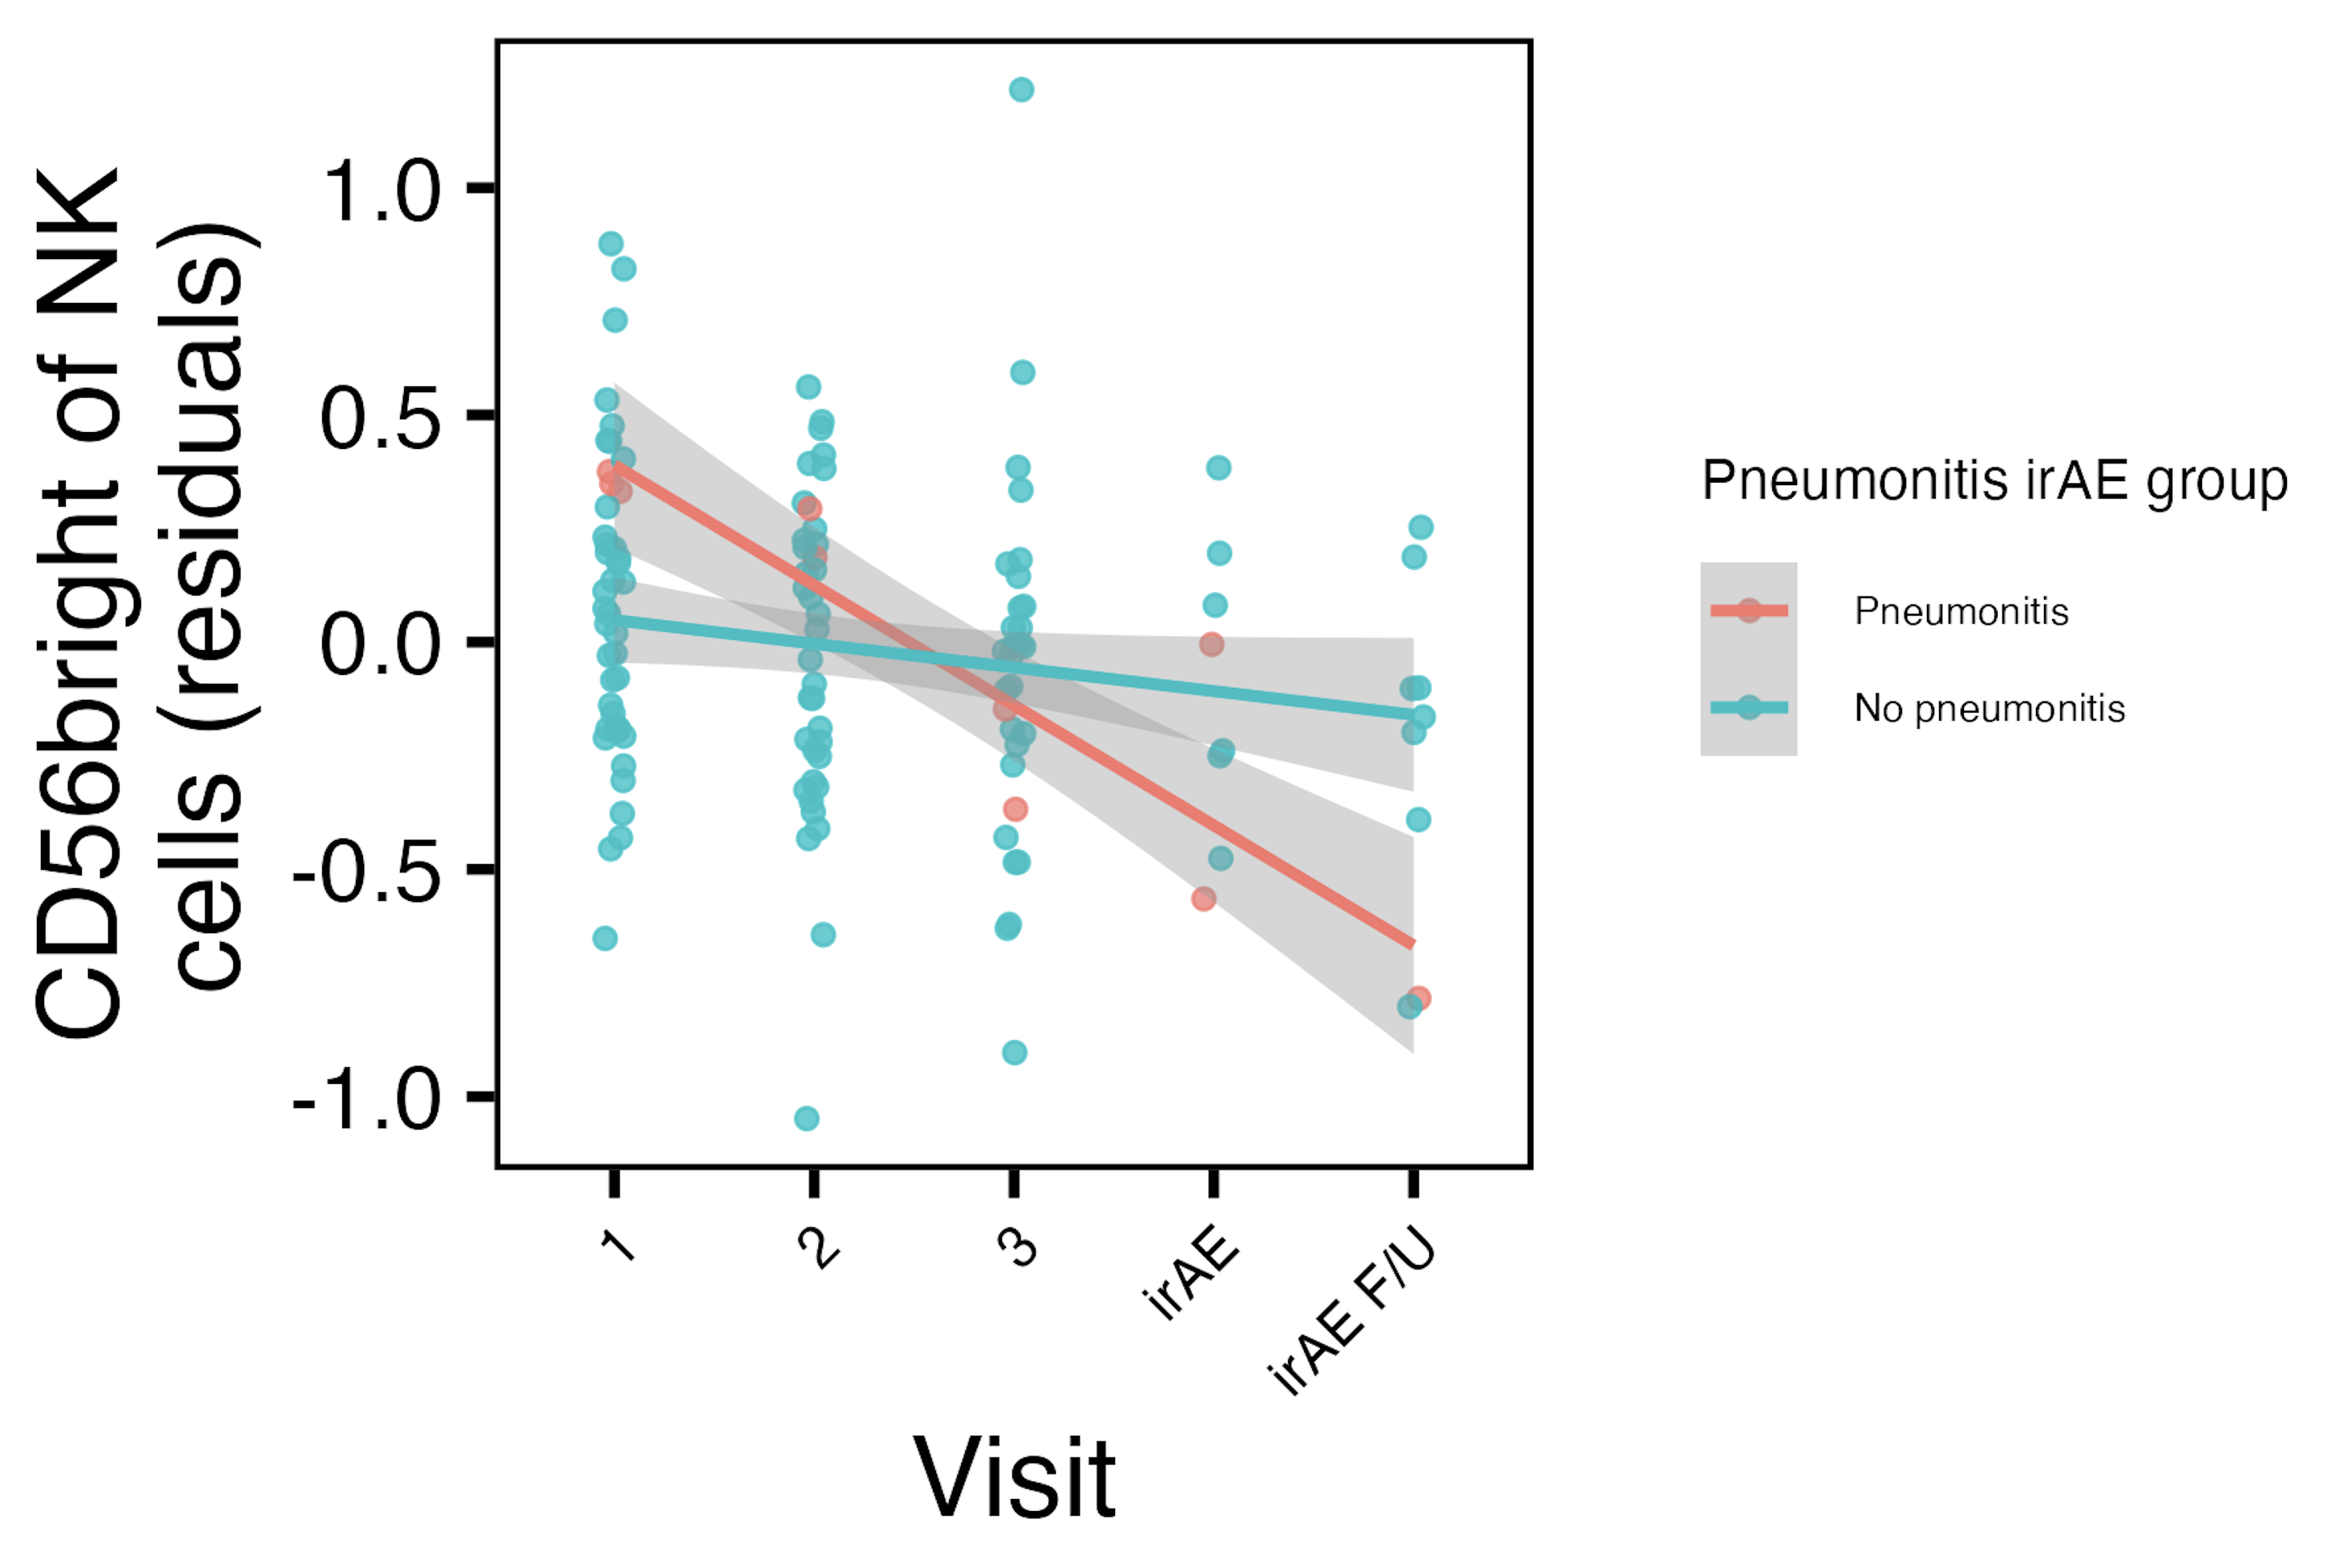 CD56bright of NK
cells (residuals)
1.0
0.5
0.0
-0.5
-1.0
1
2
3
irAE
irAE F/U
Visit
Pneumonitis irAE group
Pneumonitis
No pneumonitis